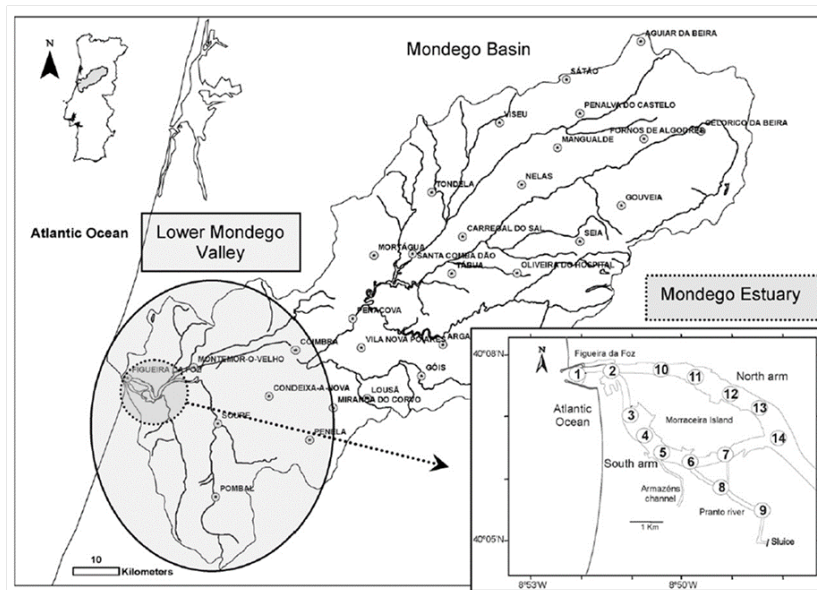 N
Mondego Basin
AGUIAR DA BEIRA
SÁTÃO
PENALVA DO CASTELO
VISEU
FORNOS DE ALGODRES
CELORICO DA BEIRA
MANGUALDE
NELAS
TONDELA
GOUVEIA
Atlantic Ocean
Lower Mondego
Valley
CARREGAL DO SAL
SEIA
MORTÁGUA
SANTA COMBA DÃO
TÁBUA
OLIVEIRA DO HOSPITAL
Mondego Estuary
PENACOVA
COIMBRA
VILA NOVA POIARES
ARGA
MONTEMOR-O-VELHO
FIGUEIRA DA FOZ
GÓIS
CONDEIXA-A-NOVA
LOUSÃ
MIRANDA DO CORVO
SOURE
PENELA
POMBAL
10
Kilometers
40°08'N
N
Figueira da Foz
1
2
10
11
North arm
12
13
Atlantic
Ocean
3
Morraceira Island
4
14
5
6
7
South arm
Armazéns
channel
8
Pranto river
9
1 Km
Sluice
40°05'N
8°53'W
8°50'W